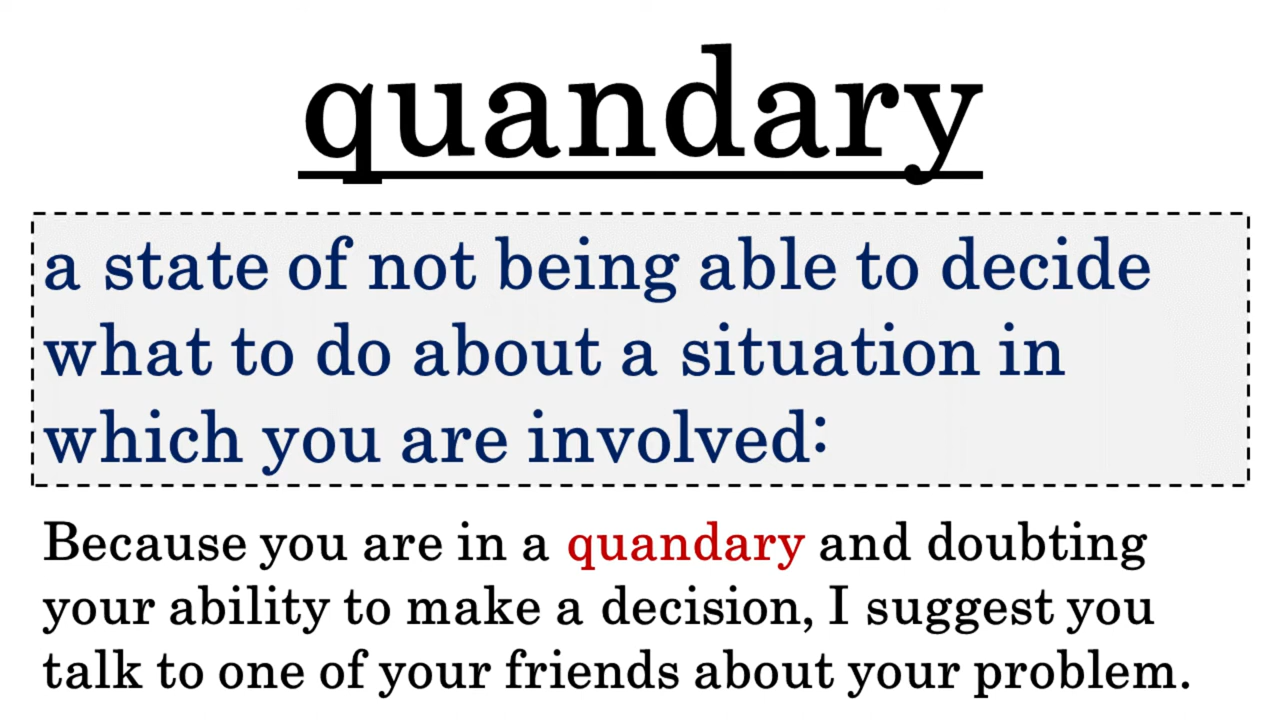 quandary
a state of not being able to decide
what to do about a situation in
which you are involved:
Because you are in a quandary and doubting
your ability to make a decision, I suggest you
talk to one of your friends about your problem.